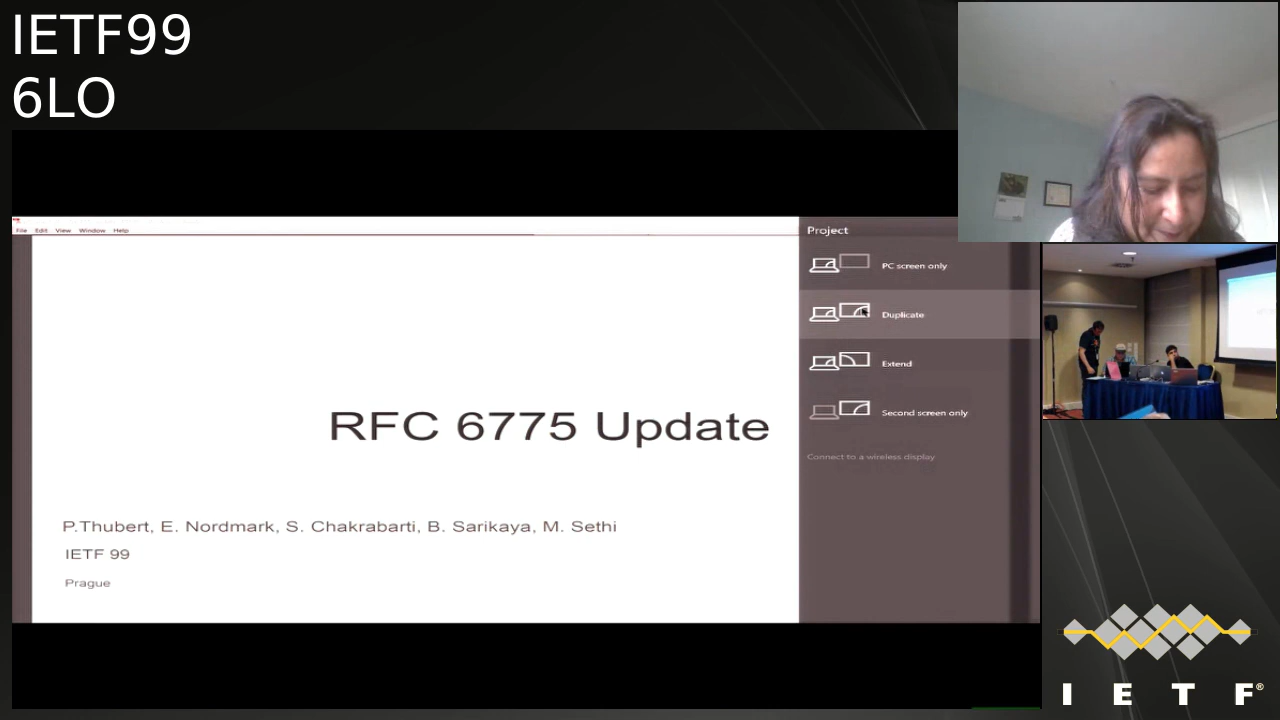 IETF99
6LO
File Edit View Window Help
Project
PC screen only
Duplicate
Extend
Second screen only
Connect to a wireless display
RFC 6775 Update
P.Thubert, E. Nordmark, S. Chakrabarti, B. Sarikaya, M. Sethi
IETF 99
Prague
I E T F®